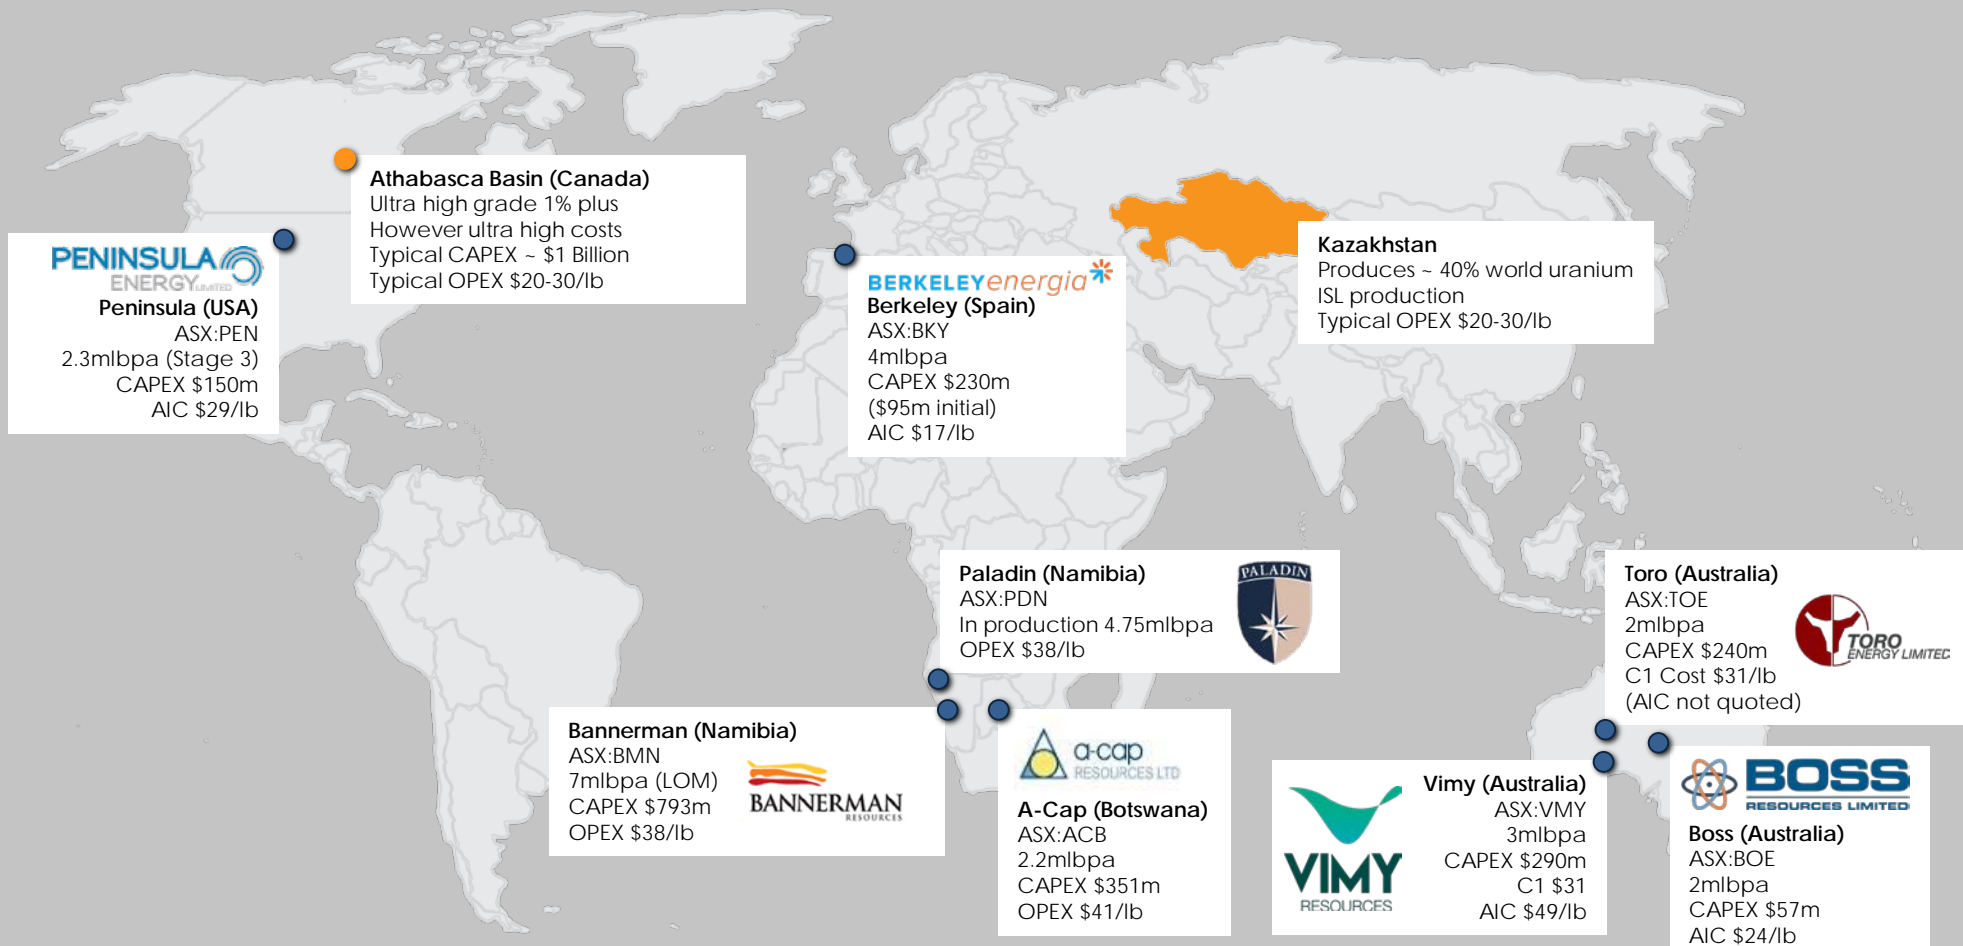 Athabasca Basin (Canada)
Ultra high grade 1% plus
However ultra high costs
Typical CAPEX ~ $1 Billion
Typical OPEX $20-30/lb
PENINSULA
ENERGY LIMITED
Peninsula (USA)
ASX:PEN
2.3mlbpa (Stage 3)
CAPEX $150m
AIC $29/lb
BERKELEY energia
Berkeley (Spain)
ASX:BKY
4mlbpa
CAPEX $230m
($95m initial)
AIC $17/lb
Kazakhstan
Produces ~ 40% world uranium
ISL production
Typical OPEX $20-30/lb
Paladin (Namibia)
ASX:PDN
In production 4.75mlbpa
OPEX $38/lb
PALADIN
Toro (Australia)
ASX:TOE
2mlbpa
CAPEX $240m
C1 Cost $31/lb
(AIC not quoted)
TORO
ENERGY LIMITED
Bannerman (Namibia)
ASX:BMN
7mlbpa (LOM)
CAPEX $793m
OPEX $38/lb
BANNERMAN
RESOURCES
a-cap
RESOURCES LTD
A-Cap (Botswana)
ASX:ACB
2.2mlbpa
CAPEX $351m
OPEX $41/lb
VIMY
RESOURCES
Vimy (Australia)
ASX:VMY
3mlbpa
CAPEX $290m
C1 $31
AIC $49/lb
BOSS
RESOURCES LIMITED
Boss (Australia)
ASX:BOE
2mlbpa
CAPEX $57m
AIC $24/lb